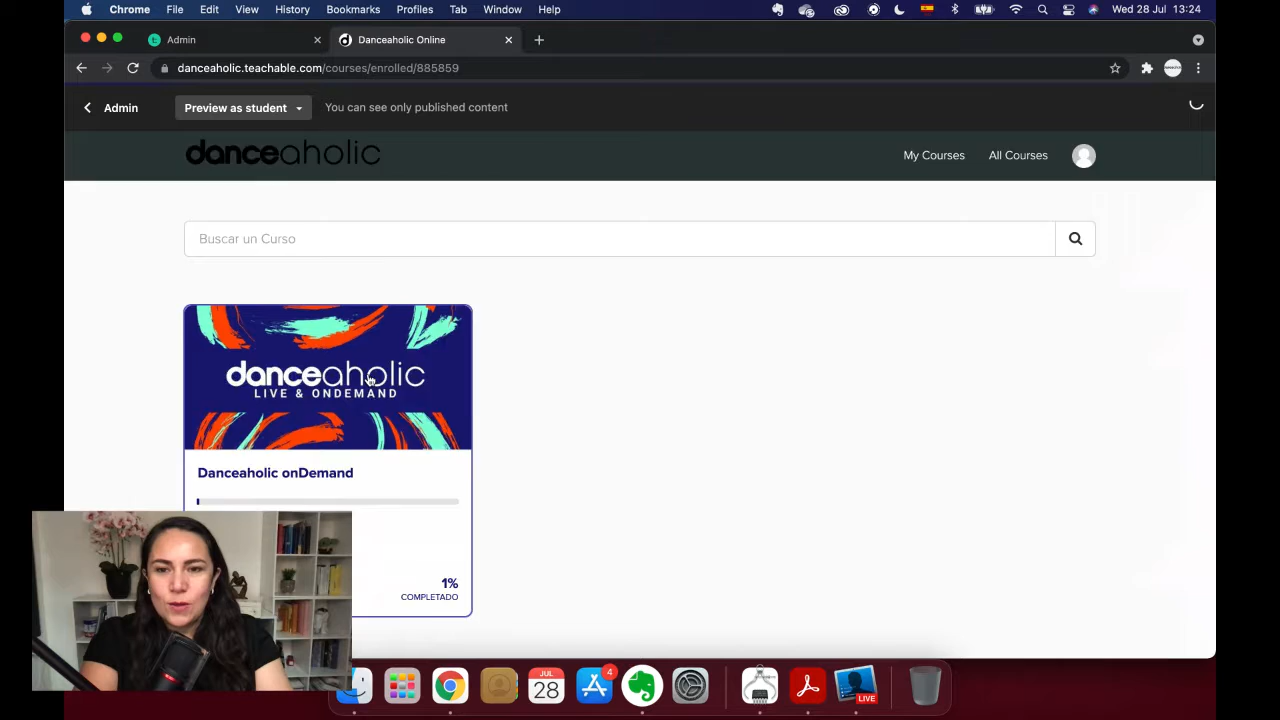 Chrome File Edit View History Bookmarks Profiles Tab Window Help Wed 28 Jul 13:24
Admin Danceaholic Online
danceaholic.teachable.com/courses/enrolled/885859
Admin Preview as student You can see only published content
danceaholic My Courses All Courses
Buscar un Curso
danceaholic
LIVE & ONDEMAND
Danceaholic onDemand
1%
COMPLETADO
JUL
28
4
LIVE